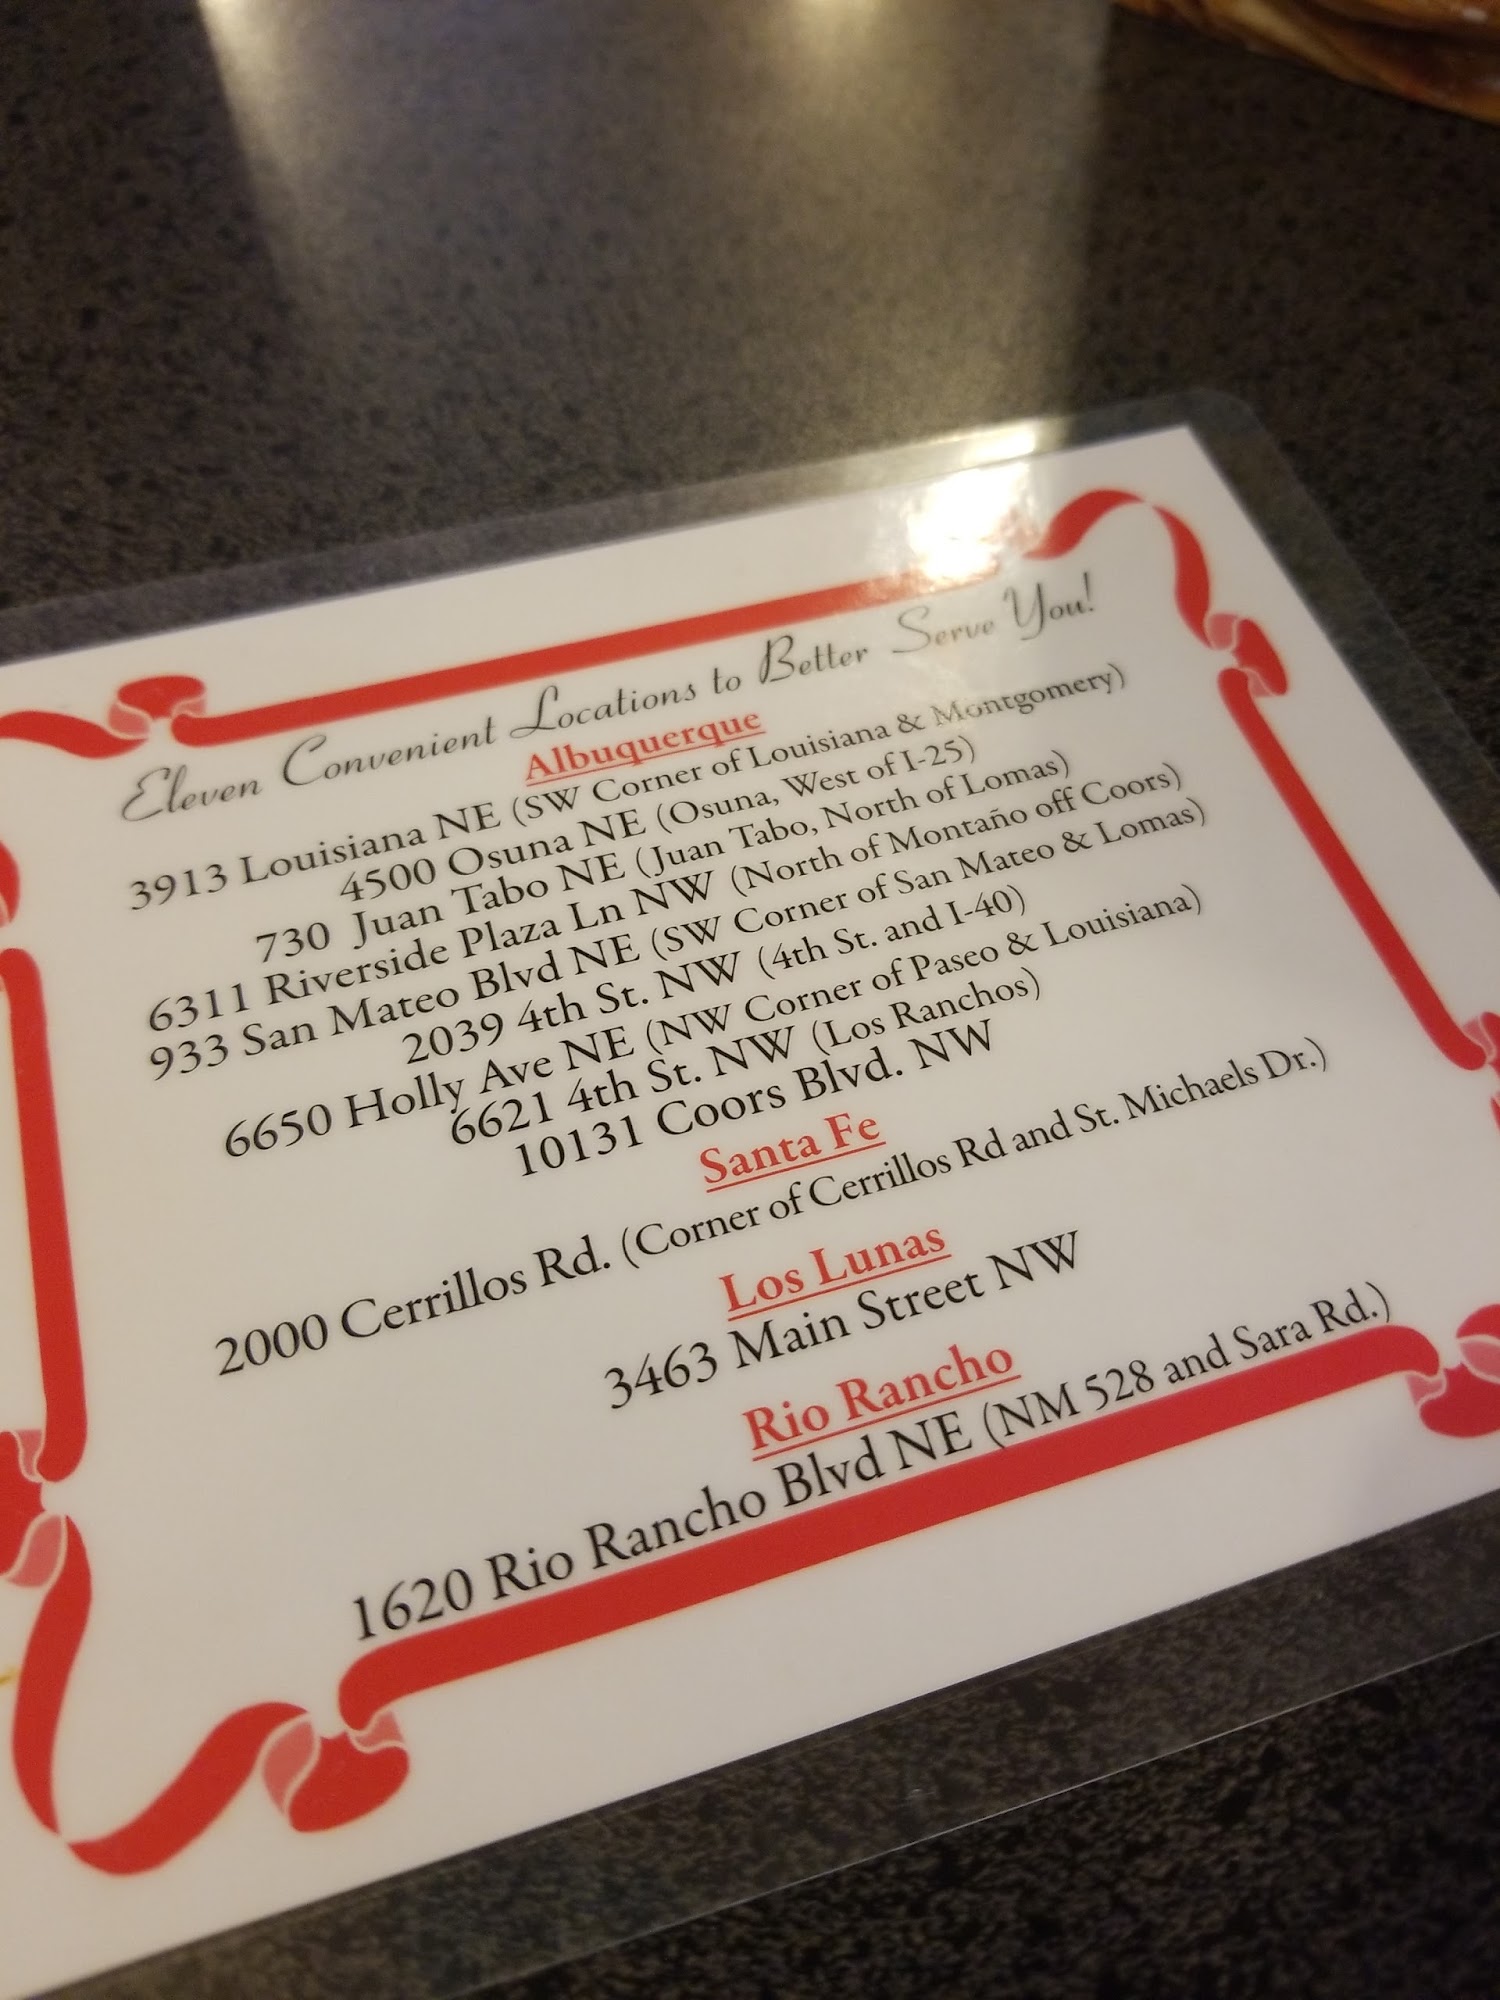 Eleven Convenient Locations to Better Serve You!
Albuquerque
3913 Louisiana NE (SW Corner of Louisiana & Montgomery)
4500 Osuna NE (Osuna, West of I-25)
730 Juan Tabo NE (Juan Tabo, North of Lomas)
6311 Riverside Plaza Ln NW (North of Montaño off Coors)
933 San Mateo Blvd NE (SW Corner of San Mateo & Lomas)
2039 4th St. NW (4th St. and I-40)
6650 Holly Ave NE (NW Corner of Paseo & Louisiana)
6621 4th St. NW (Los Ranchos)
10131 Coors Blvd. NW
Santa Fe
2000 Cerrillos Rd. (Corner of Cerrillos Rd and St. Michaels Dr.)
Los Lunas
3463 Main Street NW
Rio Rancho
1620 Rio Rancho Blvd NE (NM 528 and Sara Rd.)